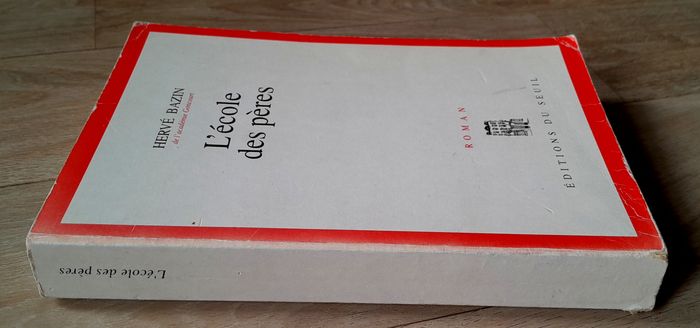 HERVÉ BAZIN
de l'académie Goncourt
L'école
des pères
ROMAN
ÉDITIONS DU SEUIL
L'école des pères